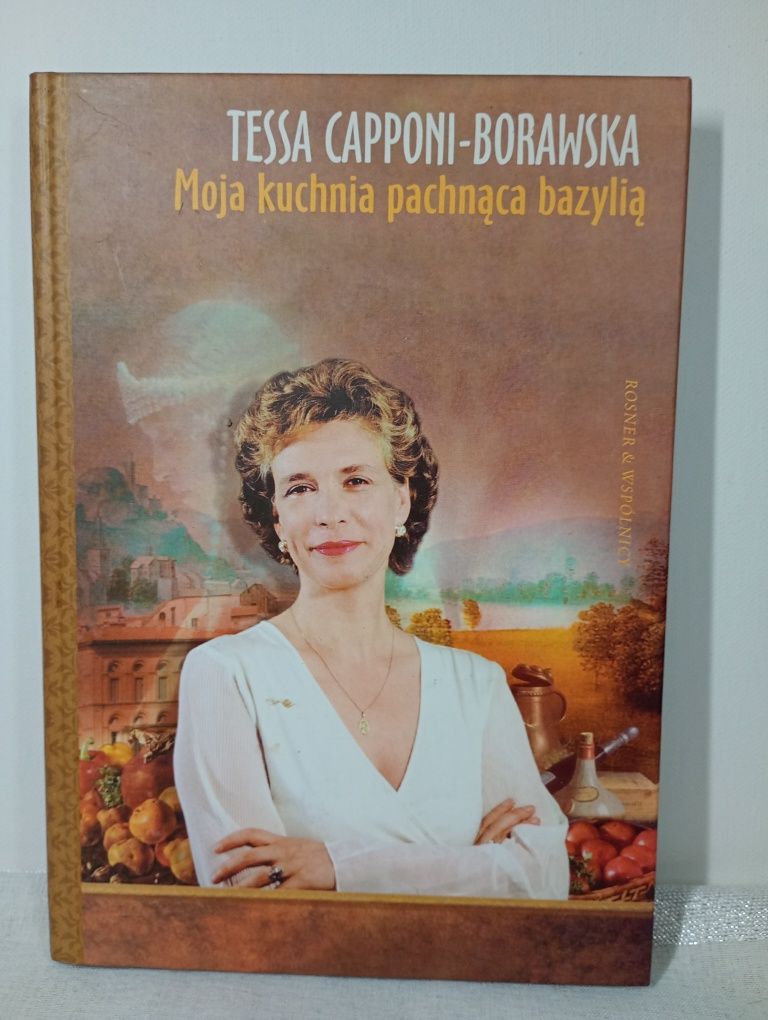 TESSA CAPPONI-BORAWSKA
Moja kuchnia pachnąca bazylią
ROSNER & WSPÓLNICY